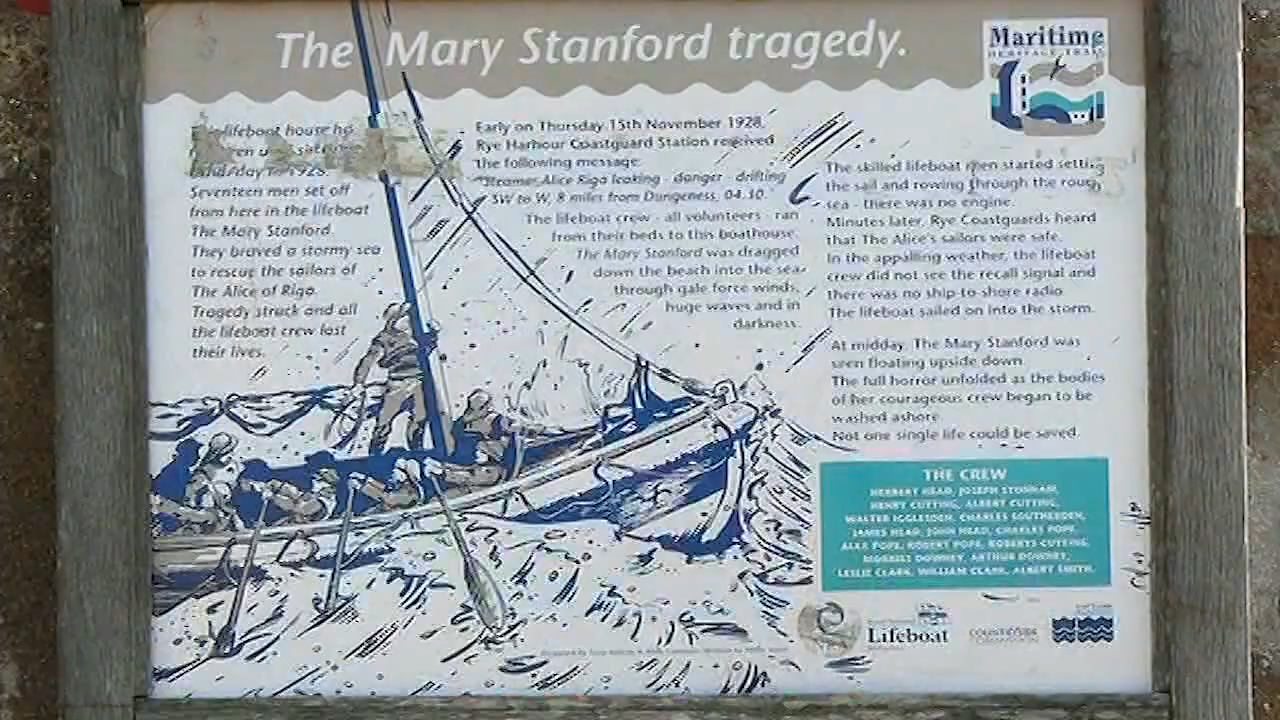 The Mary Stanford tragedy.
Maritime
HERITAGE TRAIL
lifeboat house
day in 1928.
Seventeen men set off
from here in the lifeboat
The Mary Stanford.
They braved a stormy sea
to rescue the sailors of
The Alice of Riga.
Tragedy struck and all
the lifeboat crew lost
their lives.
Early on Thursday 15th November 1928,
Rye Harbour Coastguard Station received
the following message:
"Steamer Alice Riga leaking - danger - drifting
SW to W, 8 miles from Dungeness, 04.30.
The lifeboat crew - all volunteers - ran
from their beds to this boathouse.
The Mary Stanford was dragged
down the beach into the sea,
through gale force winds,
huge waves and in
darkness.
The skilled lifeboat men started setting
the sail and rowing through the rough
sea - there was no engine.
Minutes later, Rye Coastguards heard
that The Alice's sailors were safe.
In the appalling weather, the lifeboat
crew did not see the recall signal and
there was no ship-to-shore radio.
The lifeboat sailed on into the storm.
At midday, The Mary Stanford was
seen floating upside down.
The full horror unfolded as the bodies
of her courageous crew began to be
washed ashore.
Not one single life could be saved.
THE CREW
HERBERT HEAD, JOSEPH STONHAM,
HENRY CUTTING, ALBERT CUTTING,
WALTER IGGLESDEN, CHARLES SOUTHERDEN,
JAMES HEAD, JOHN HEAD, CHARLES POPE,
ALEX POPE, ROBERT POPE, ROBERTS CUTTING,
MORRIS DOWNEY, ARTHUR DOWNEY,
LESLIE CLARK, WILLIAM CLARK, ALBERT SMITH.
Lifeboat
COUNTRYSIDE